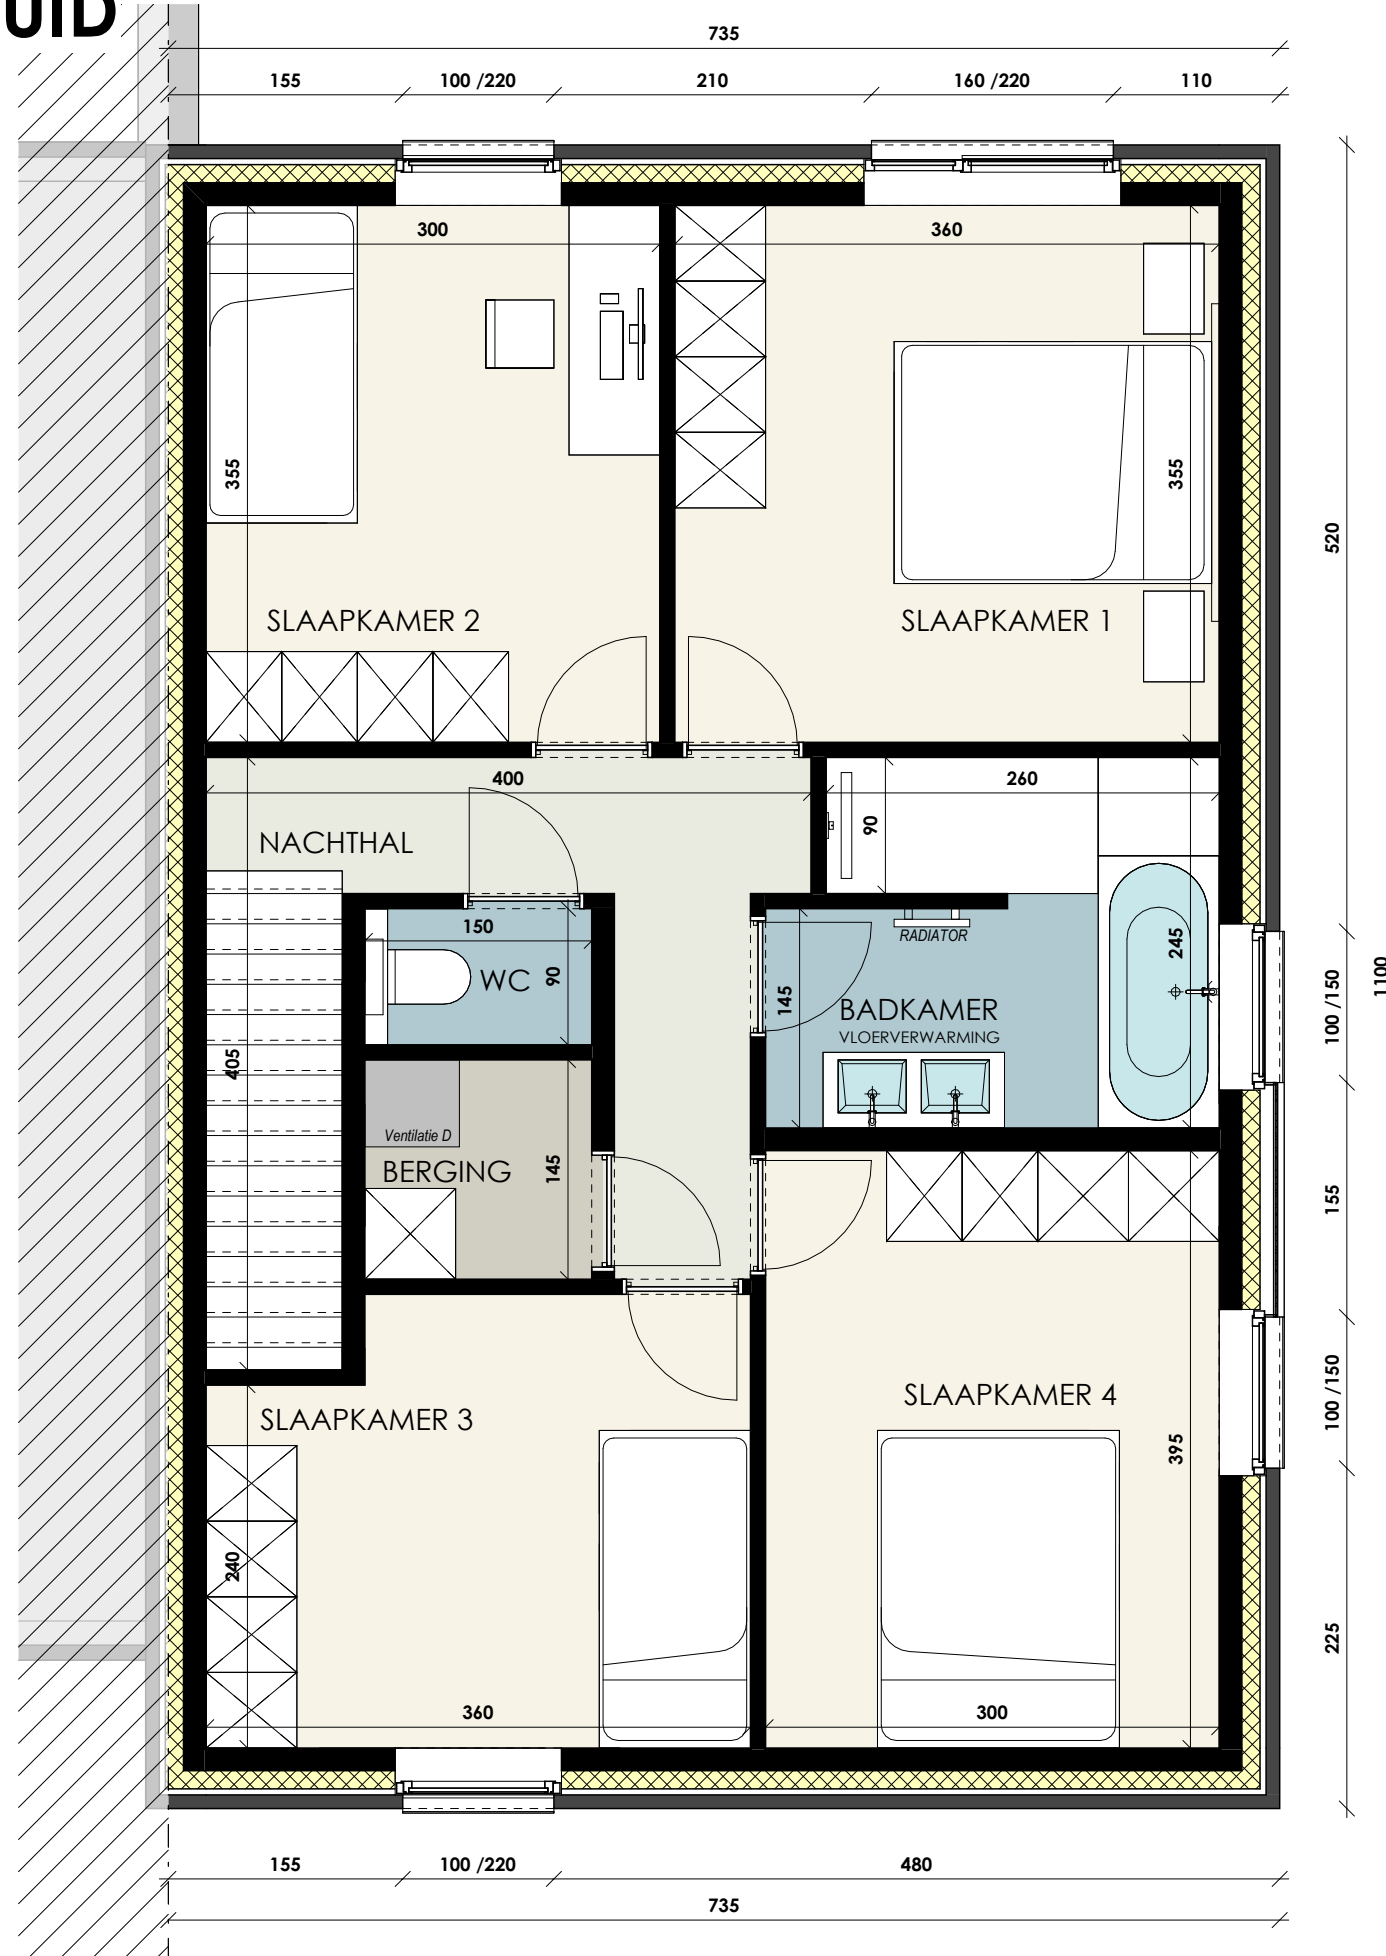 UID
735
155 100 /220 210 160 /220 110
300 360
355 355
520
SLAAPKAMER 2 SLAAPKAMER 1
400 260
90
NACHTHAL
150
RADIATOR
245
WC 90
145
BADKAMER
VLOERVERWARMING
100 /150
1100
405
Ventilatie D
BERGING 145
155
SLAAPKAMER 3 SLAAPKAMER 4
100 /150
395
240
225
360 300
155 100 /220 480
735